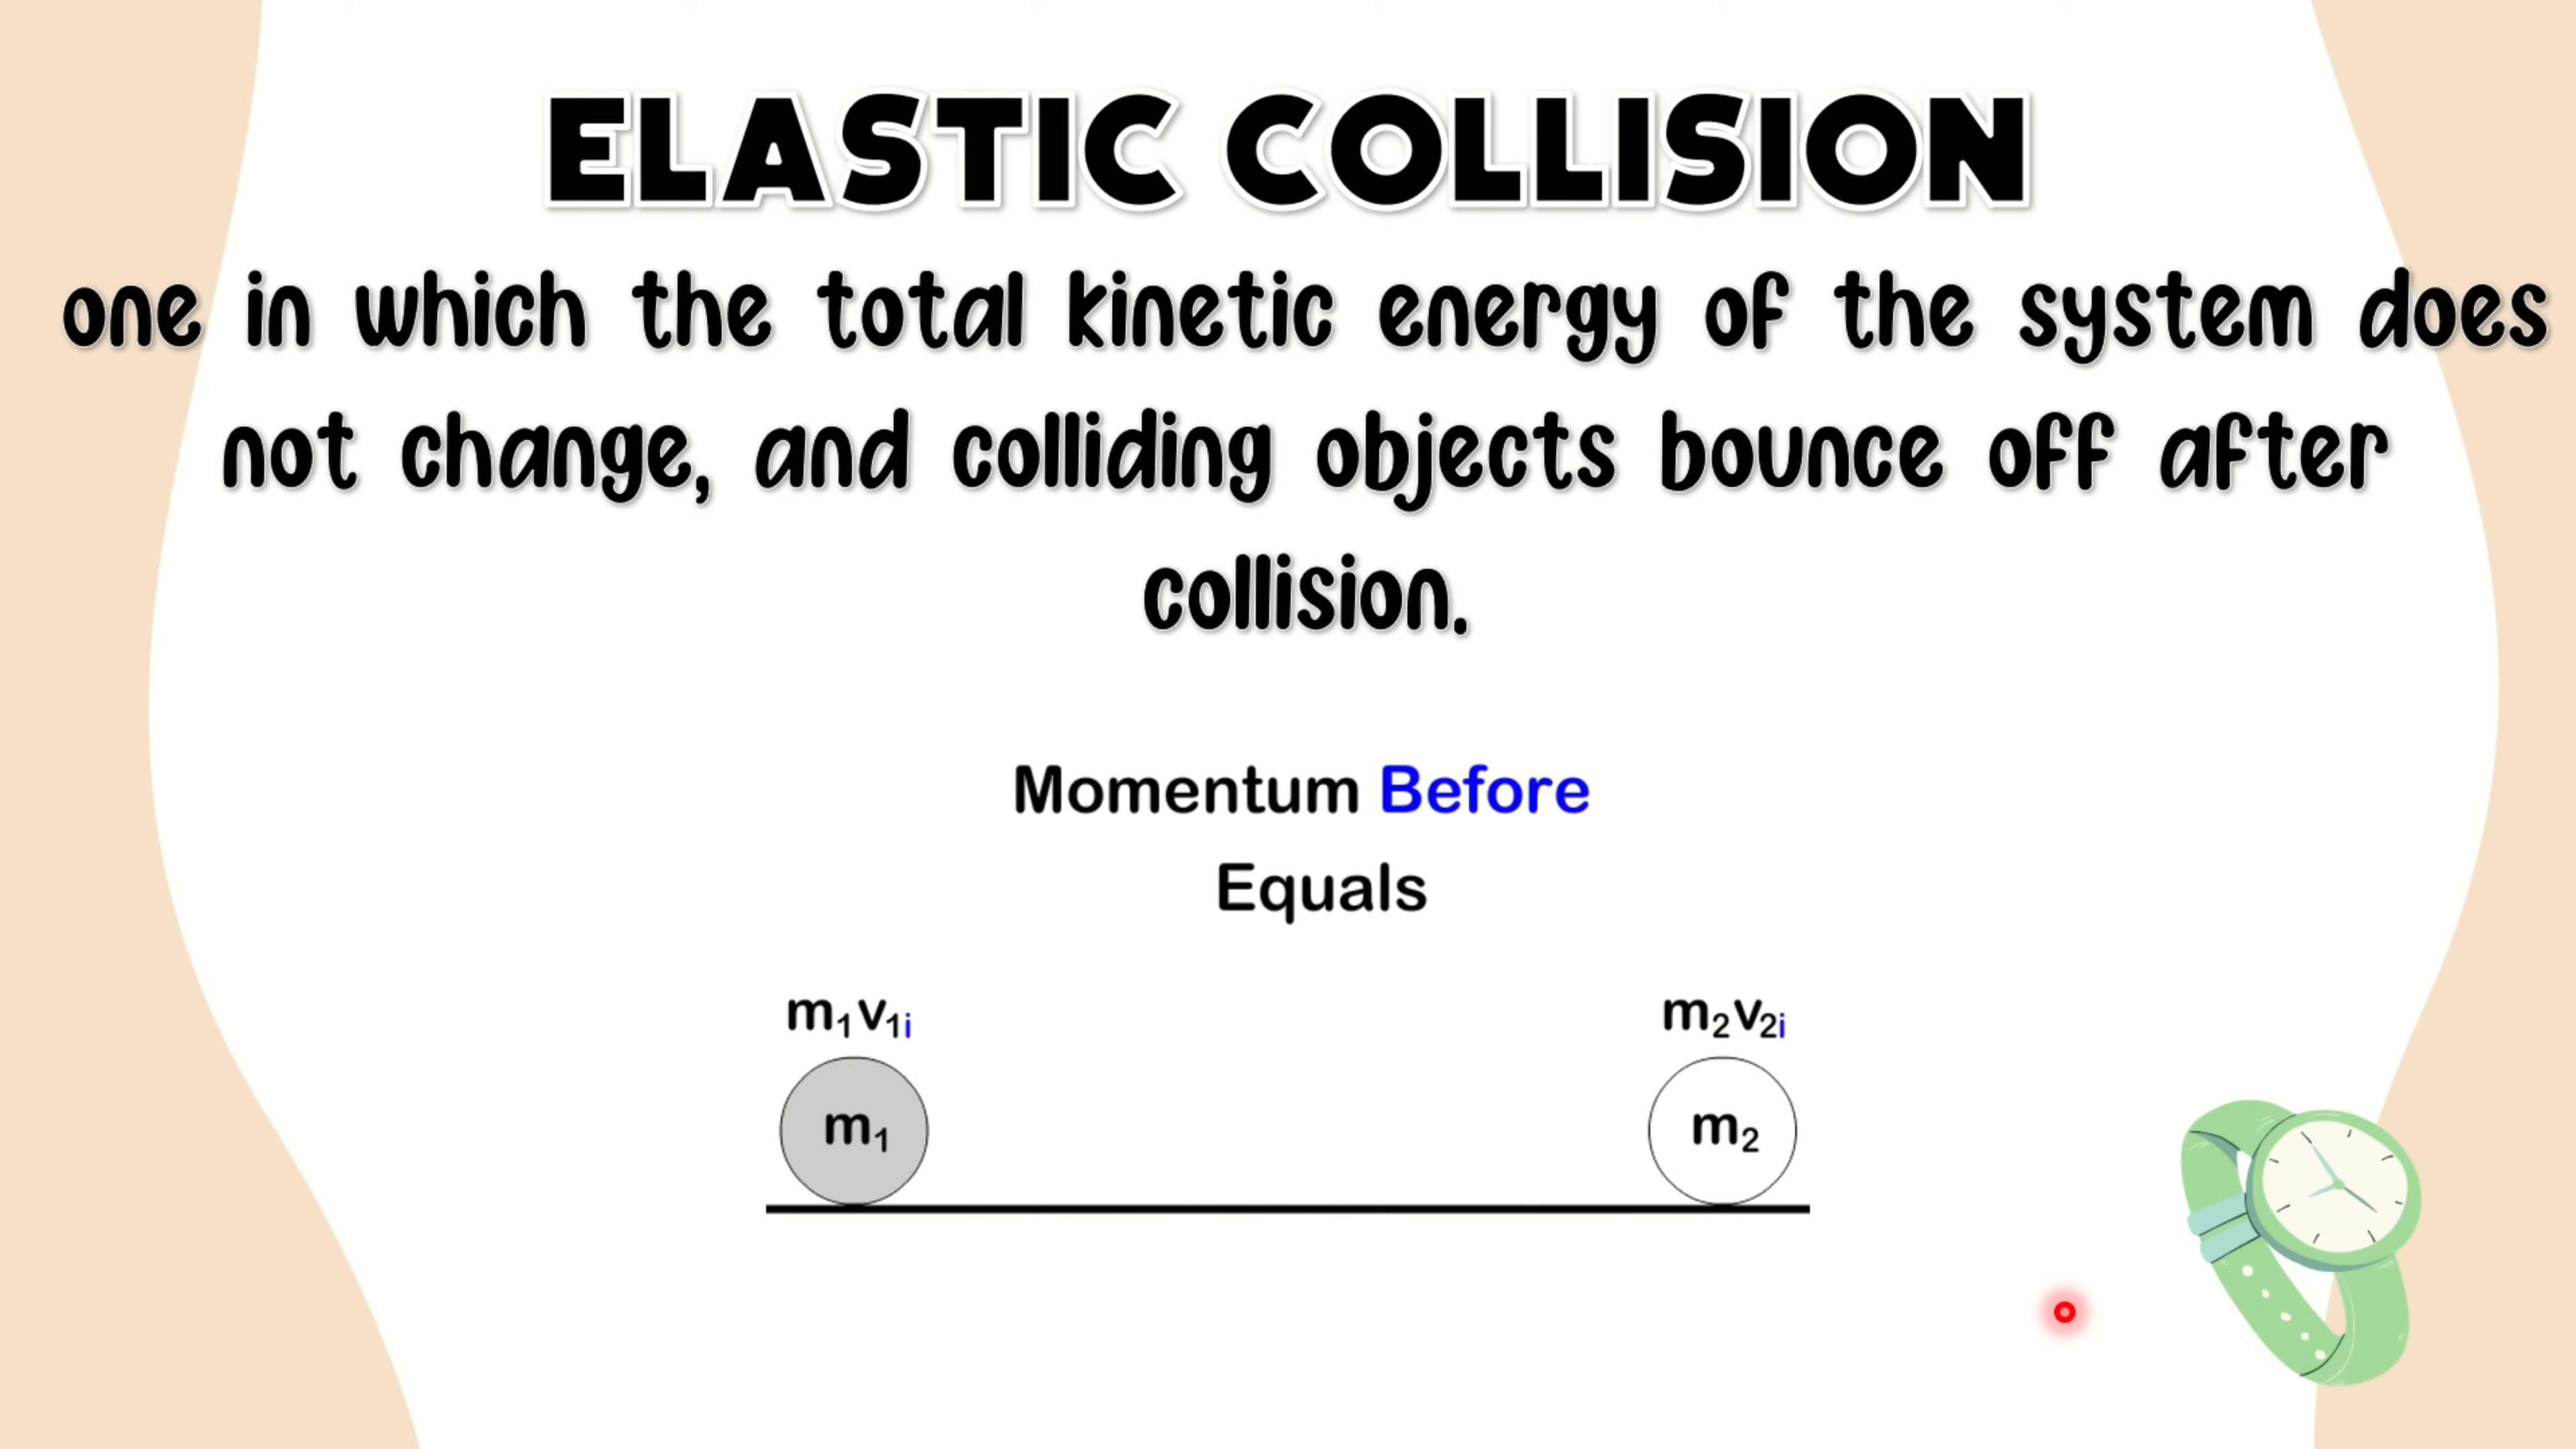 ELASTIC COLLISION
one in which the total kinetic energy of the system does
not change, and colliding objects bounce off after
collision.
Momentum Before
Equals
m₁v₁ᵢ m₂v₂ᵢ
m₁ m₂